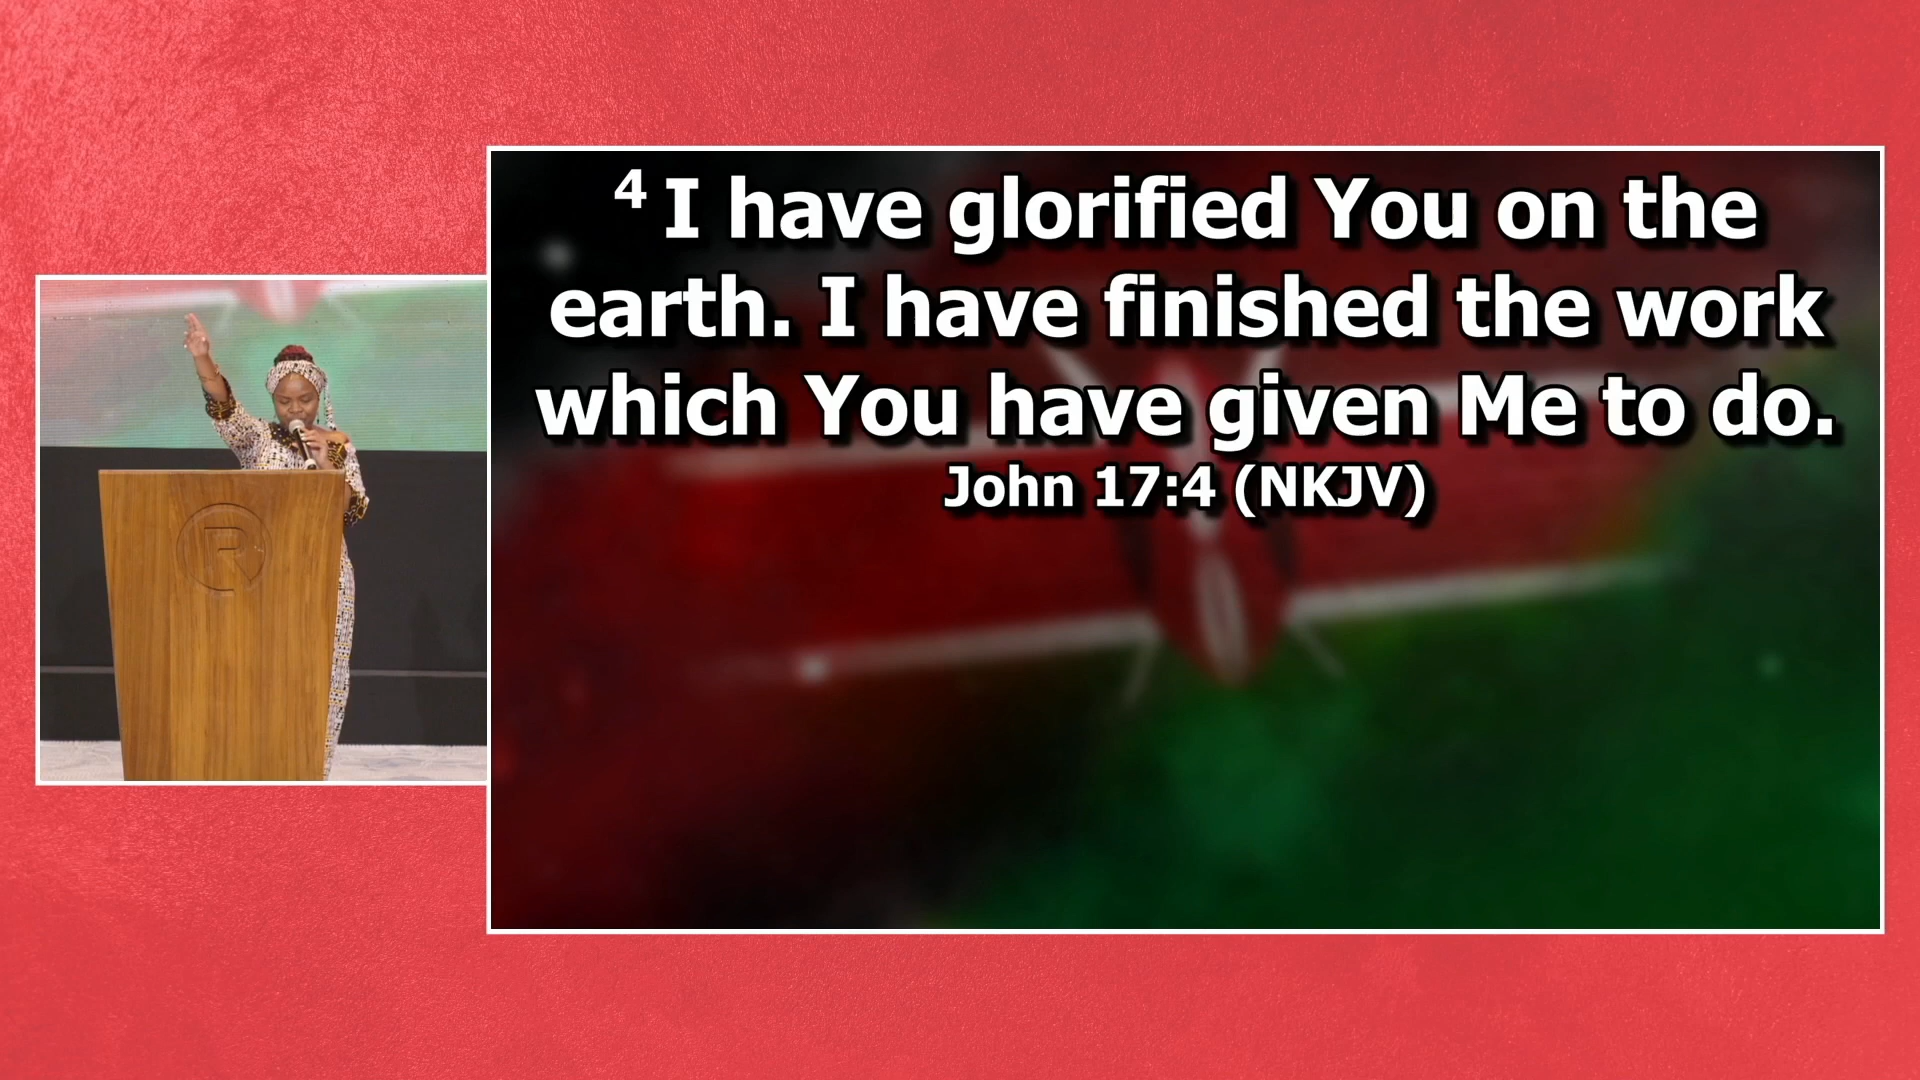 4 I have glorified You on the
earth. I have finished the work
which You have given Me to do.
John 17:4 (NKJV)
R